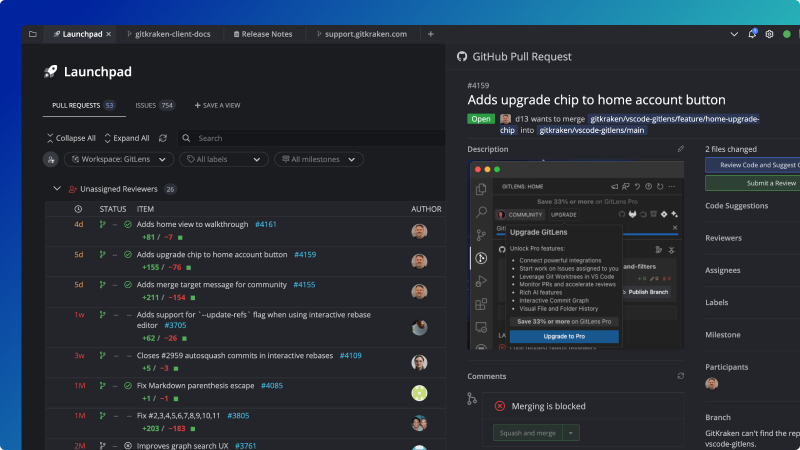 Launchpad
gitkraken-client-docs
Release Notes
support.gitkraken.com
Launchpad
PULL REQUESTS 53
ISSUES 754
+ SAVE A VIEW
Collapse All
Expand All
Search
Workspace: GitLens
All labels
All milestones
Unassigned Reviewers 26
STATUS ITEM AUTHOR
4d Adds home view to walkthrough #4161
+81 / −7
5d Adds upgrade chip to home account button #4159
+155 / −76
5d Adds merge target message for community #4155
+211 / −154
1w Adds support for `--update-refs` flag when using interactive rebase
editor #3705
+62 / −26
3w Closes #2959 autosquash commits in interactive rebases #4109
+5 / −3
1M Fix Markdown parenthesis escape #4085
+1 / −1
1M Fix #2,3,4,5,6,7,8,9,10,11 #3805
+203 / −183
2M Improves graph search UX #3761
GitHub Pull Request
#4159
Adds upgrade chip to home account button
Open d13 wants to merge gitkraken/vscode-gitlens/feature/home-upgrade-
chip into gitkraken/vscode-gitlens/main
Description
GITLENS: HOME
Save 33% or more on GitLens Pro
COMMUNITY UPGRADE
Upgrade GitLens
Unlock Pro features:
• Connect powerful integrations
• Start work on Issues assigned to you
• Leverage Git Worktrees in VS Code
• Monitor PRs and accelerate reviews
• Rich AI features
• Interactive Commit Graph
• Visual File and Folder History
Save 33% or more on GitLens Pro
Upgrade to Pro
and-filters
Publish Branch
Comments
Merging is blocked
Squash and merge
2 files changed
Review Code and Suggest C
Submit a Review
Code Suggestions
Reviewers
Assignees
Labels
Milestone
Participants
Branch
GitKraken can't find the rep
vscode-gitlens.